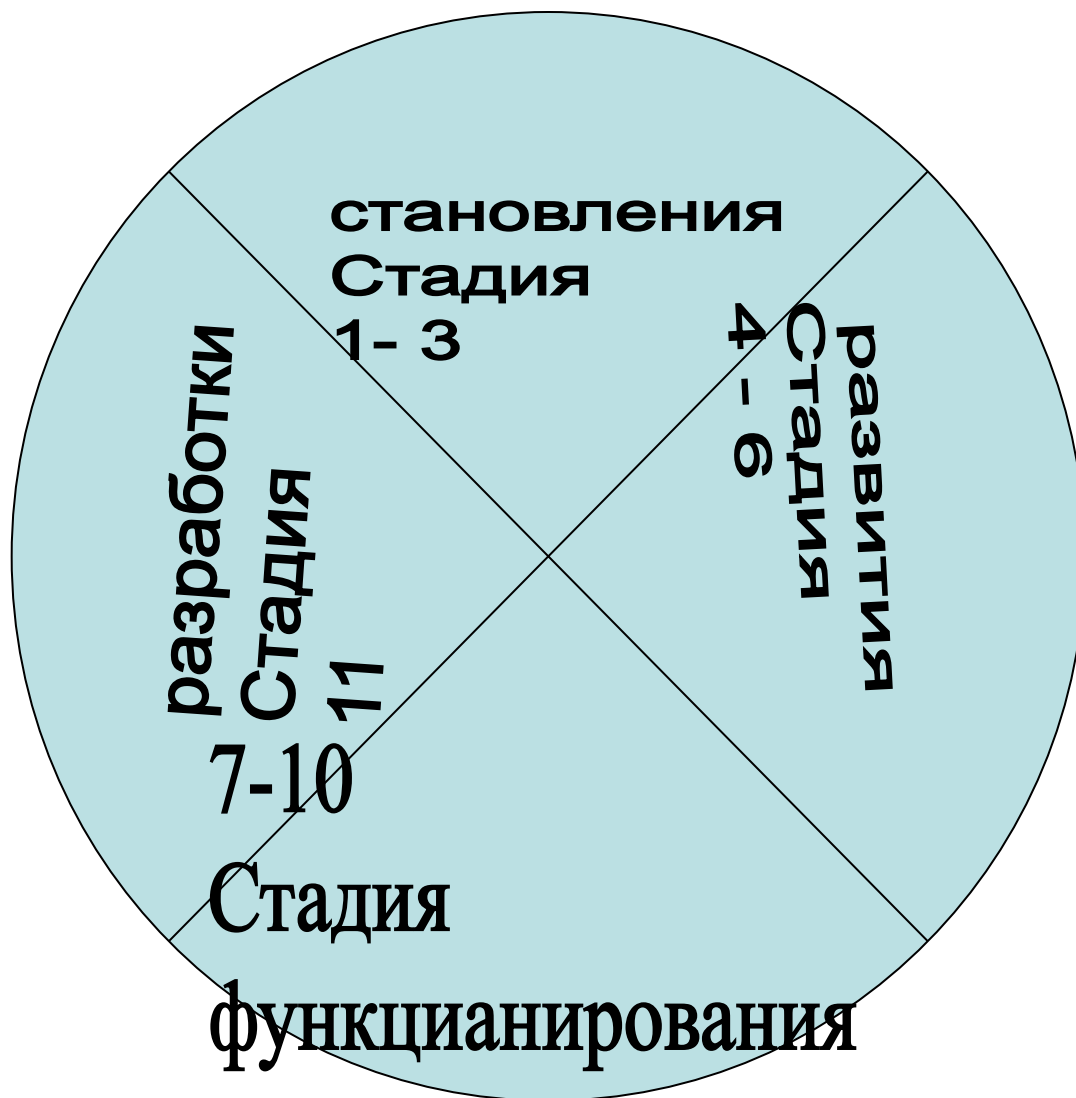 становления
Стадия
1- 3
развития
Стадия
4 - 6
разработки
Стадия
11
7-10
Стадия
функцианирования